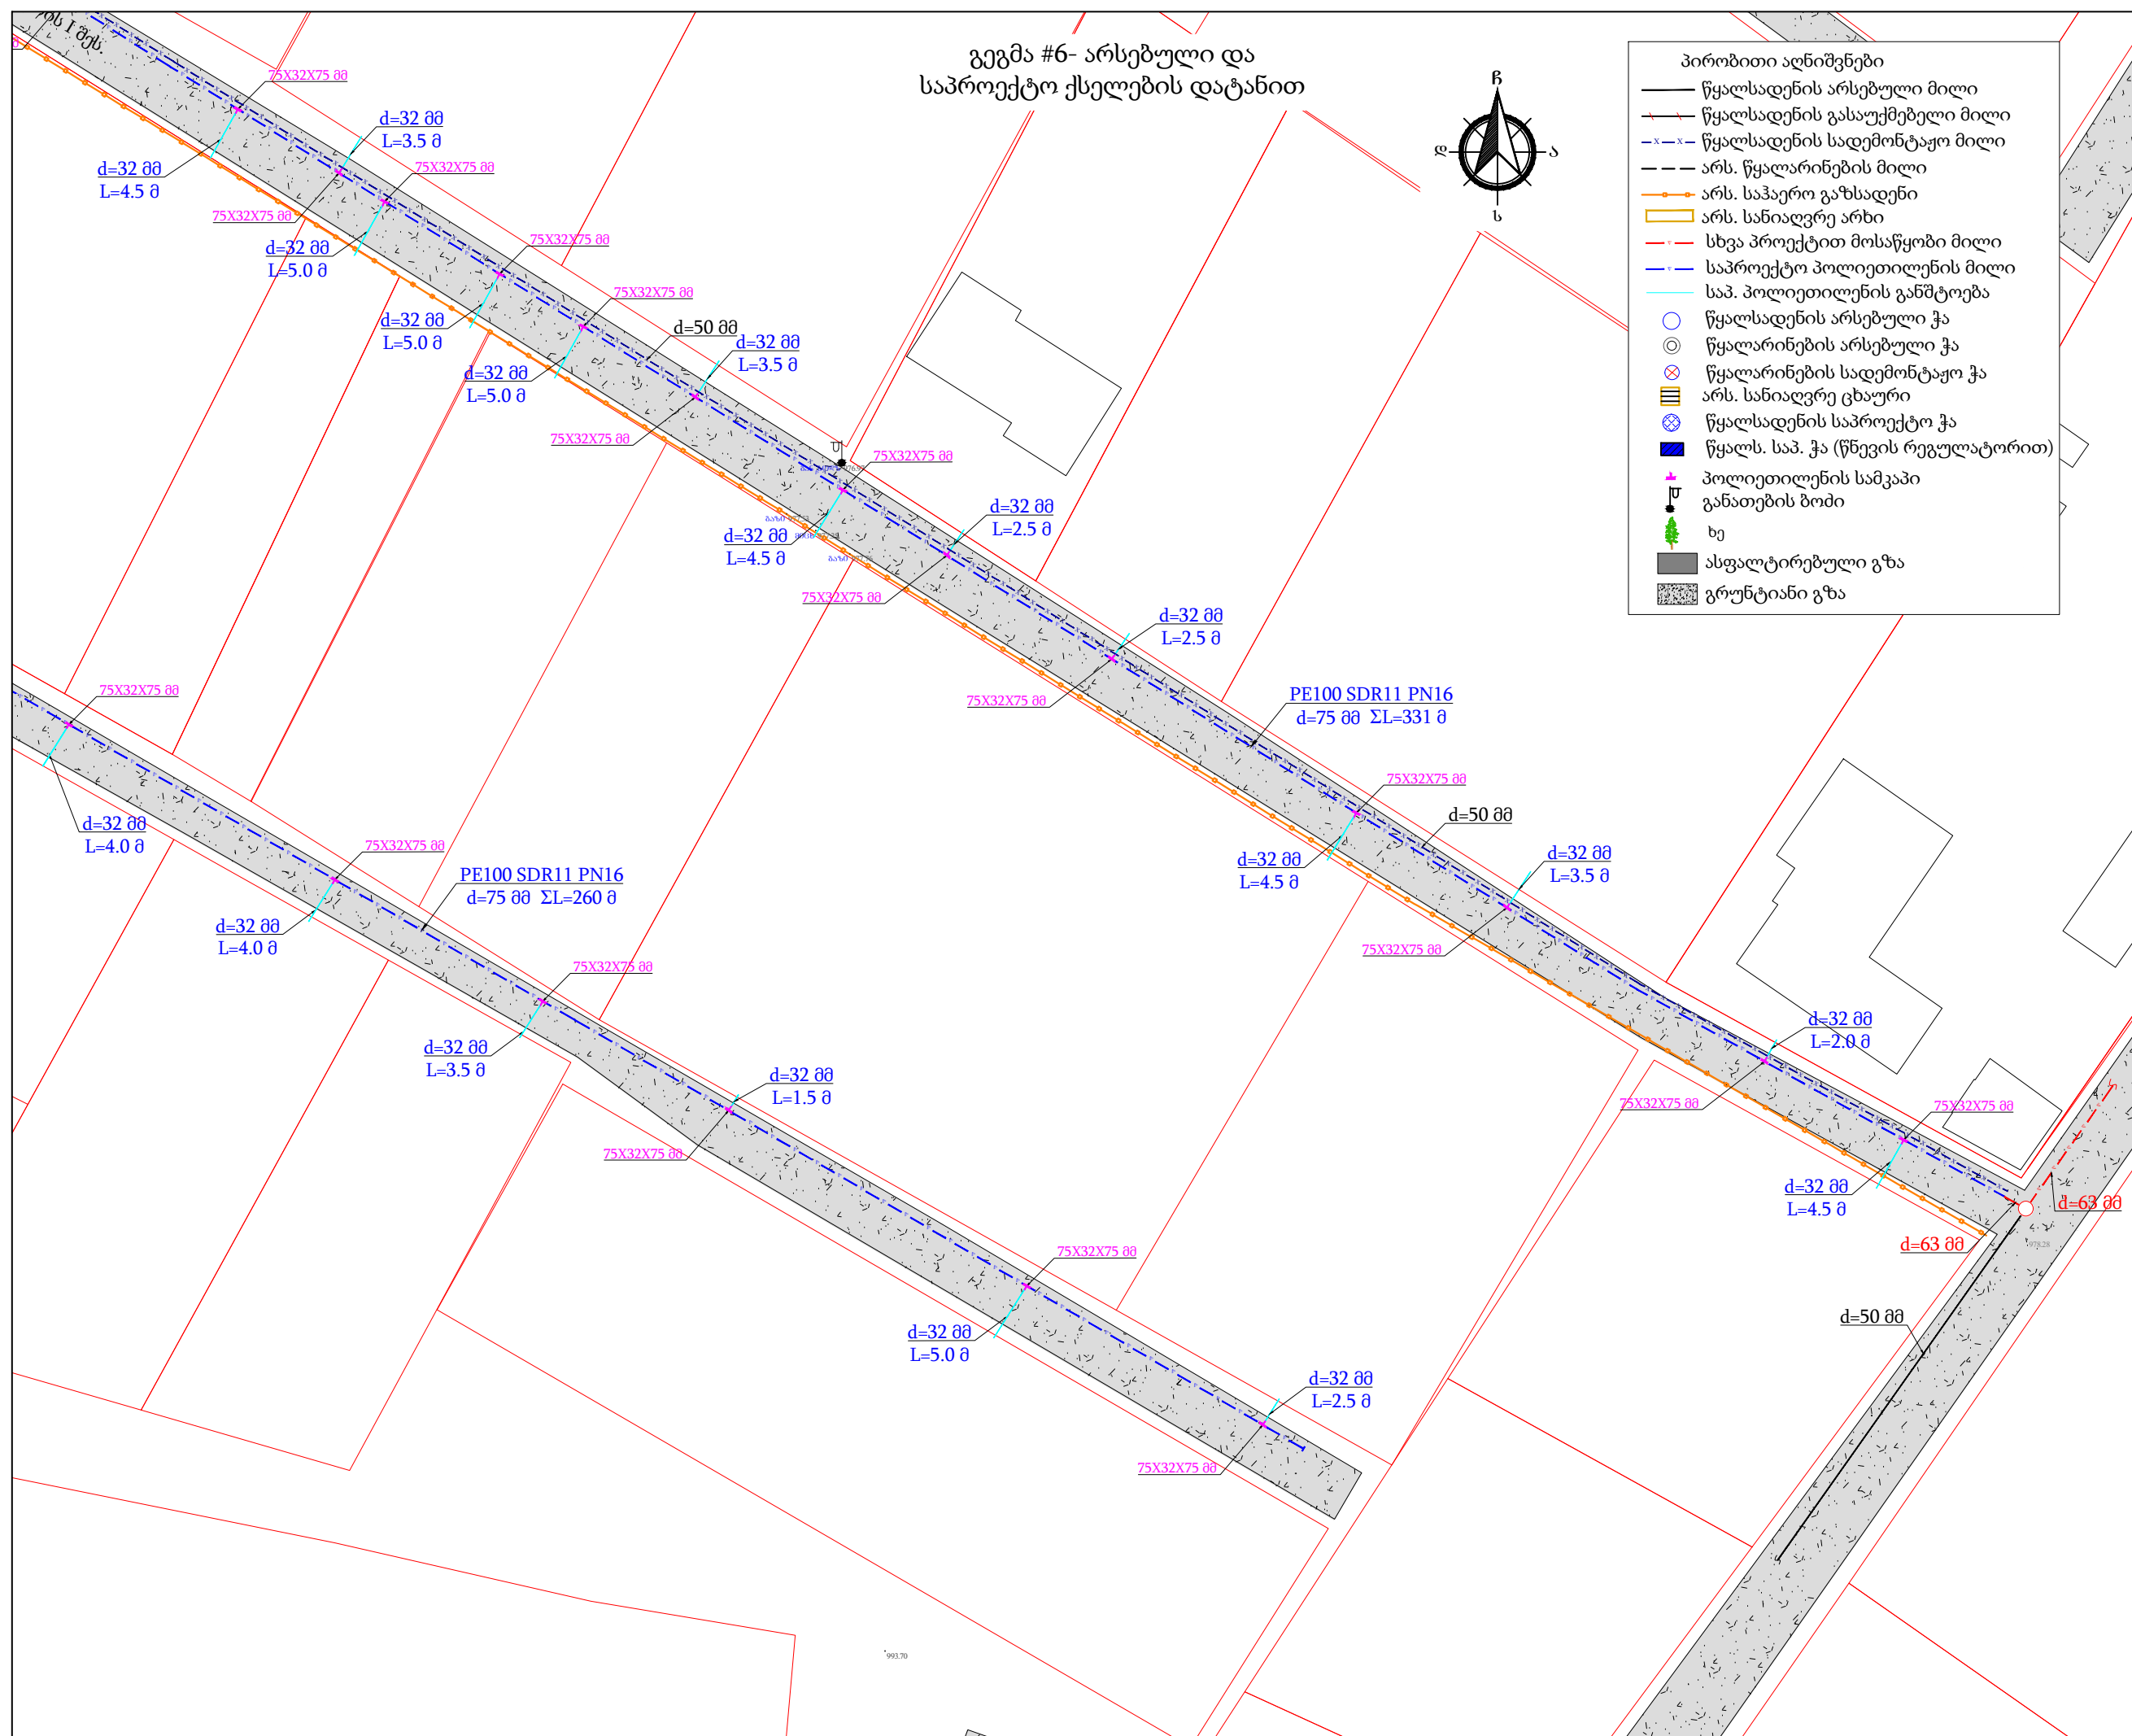 გეგმა #6- არსებული და
საპროექტო ქსელების დატანით
ჩ
დ
ა
ს
პირობითი აღნიშვნები
წყალსადენის არსებული მილი
წყალსადენის გასაუქმებელი მილი
წყალსადენის სადემონტაჟო მილი
არს. წყალარინების მილი
არს. საჰაერო გაზსადენი
არს. სანიაღვრე არხი
სხვა პროექტით მოსაწყობი მილი
საპროექტო პოლიეთილენის მილი
საპ. პოლიეთილენის განშტოება
წყალსადენის არსებული ჭა
წყალარინების არსებული ჭა
წყალარინების სადემონტაჟო ჭა
არს. სანიაღვრე ცხაური
წყალსადენის საპროექტო ჭა
წყალს. საპ. ჭა (წნევის რეგულატორით)
პოლიეთილენის სამკაპი
განათების ბოძი
ხე
ასფალტირებული გზა
გრუნტიანი გზა
I შეს.
75X32X75 მმ
d=32 მმ
L=3.5 მ
d=32 მმ
L=4.5 მ
75X32X75 მმ
75X32X75 მმ
d=32 მმ
L=5.0 მ
75X32X75 მმ
d=32 მმ
L=5.0 მ
75X32X75 მმ
d=50 მმ
d=32 მმ
L=3.5 მ
d=32 მმ
L=5.0 მ
75X32X75 მმ
75X32X75 მმ
d=32 მმ
L=4.5 მ
d=32 მმ
L=2.5 მ
75X32X75 მმ
d=32 მმ
L=2.5 მ
75X32X75 მმ
PE100 SDR11 PN16
d=75 მმ ΣL=331 მ
75X32X75 მმ
d=50 მმ
d=32 მმ
L=4.5 მ
d=32 მმ
L=3.5 მ
75X32X75 მმ
d=32 მმ
L=2.0 მ
75X32X75 მმ
75X32X75 მმ
d=32 მმ
L=4.5 მ
d=63 მმ
d=63 მმ
978.28
d=50 მმ
75X32X75 მმ
d=32 მმ
L=4.0 მ
75X32X75 მმ
PE100 SDR11 PN16
d=75 მმ ΣL=260 მ
d=32 მმ
L=4.0 მ
75X32X75 მმ
d=32 მმ
L=3.5 მ
d=32 მმ
L=1.5 მ
75X32X75 მმ
75X32X75 მმ
d=32 მმ
L=5.0 მ
d=32 მმ
L=2.5 მ
75X32X75 მმ
993.70